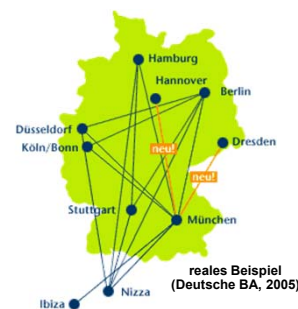 Hamburg
Hannover
Berlin
Düsseldorf
Köln/Bonn
neu!
Dresden
neu!
Stuttgart
München
reales Beispiel
(Deutsche BA, 2005)
Nizza
Ibiza